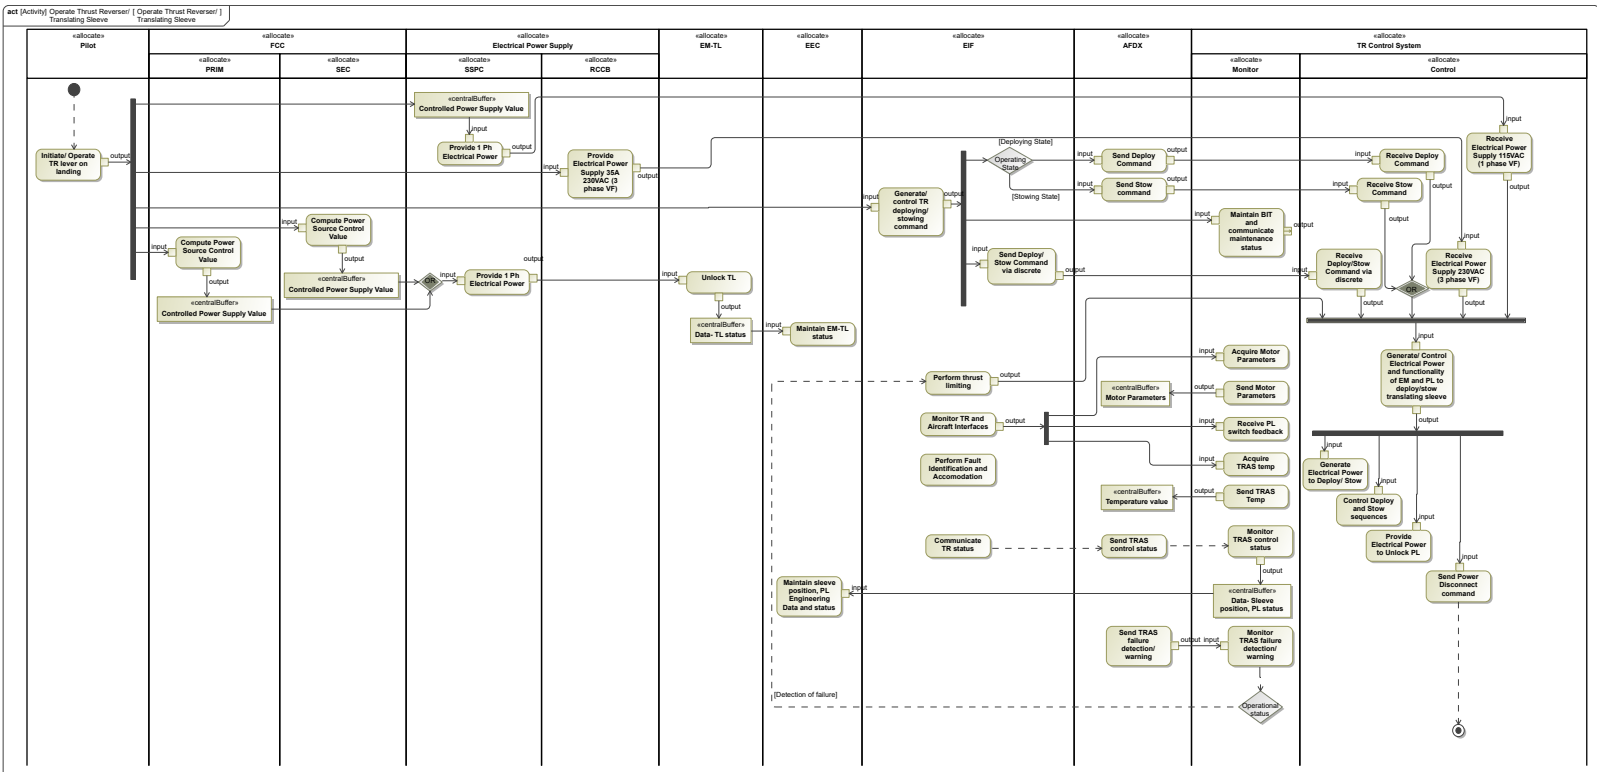 act [Activity] Operate Thrust Reverser/ [ Operate Thrust Reverser/ ]
Translating Sleeve Translating Sleeve
«allocate»
Pilot
«allocate»
FCC
«allocate»
PRIM
«allocate»
SEC
«allocate»
Electrical Power Supply
«allocate»
SSPC
«allocate»
RCCB
«allocate»
EM-TL
«allocate»
EEC
«allocate»
EIF
«allocate»
AFDX
«allocate»
TR Control System
«allocate»
Monitor
«allocate»
Control
Initiate/ Operate
TR lever on
landing
output
input
Compute Power
Source Control
Value
output
«centralBuffer»
Controlled Power Supply Value
input
Compute Power
Source Control
Value
output
«centralBuffer»
Controlled Power Supply Value
«centralBuffer»
Controlled Power Supply Value
input
Provide 1 Ph
Electrical Power
output
OR
input
Provide 1 Ph
Electrical Power
output
input
Provide
Electrical Power
Supply 35A
230VAC (3
phase VF)
output
input
Unlock TL
output
«centralBuffer»
Data- TL status
input
Maintain EM-TL
status
input
Generate/
control TR
deploying/
stowing
command
output
[Deploying State]
Operating
State
[Stowing State]
Send Deploy/
Stow Command
via discrete
input
output
input
Send Deploy
Command
output
input
Send Stow
command
output
input
Maintain BIT
and
communicate
maintenance
status
output
input
Receive Deploy
Command
output
input
Receive Stow
Command
output
input
Receive
Electrical Power
Supply 115VAC
(1 phase VF)
output
input
Receive
Deploy/Stow
Command via
discrete
output
OR
input
Receive
Electrical Power
Supply 230VAC
(3 phase VF)
output
input
Generate/ Control
Electrical Power
and functionality
of EM and PL to
deploy/stow
translating sleeve
output
input
Generate
Electrical Power
to Deploy/ Stow
input
Control Deploy
and Stow
sequences
input
Provide
Electrical Power
to Unlock PL
input
Send Power
Disconnect
command
Perform thrust
limiting
output
Monitor TR and
Aircraft Interfaces
output
Perform Fault
Identification and
Accomodation
Communicate
TR status
input
Acquire Motor
Parameters
«centralBuffer»
Motor Parameters
output
Send Motor
Parameters
input
Receive PL
switch feedback
input
Acquire
TRAS temp
«centralBuffer»
Temperature value
output
Send TRAS
Temp
Send TRAS
control status
Monitor
TRAS control
status
output
«centralBuffer»
Data- Sleeve
position, PL status
Maintain sleeve
position, PL
Engineering
Data and status
input
Send TRAS
failure
detection/
warning
output
input
Monitor
TRAS failure
detection/
warning
Operational
status
[Detection of failure]